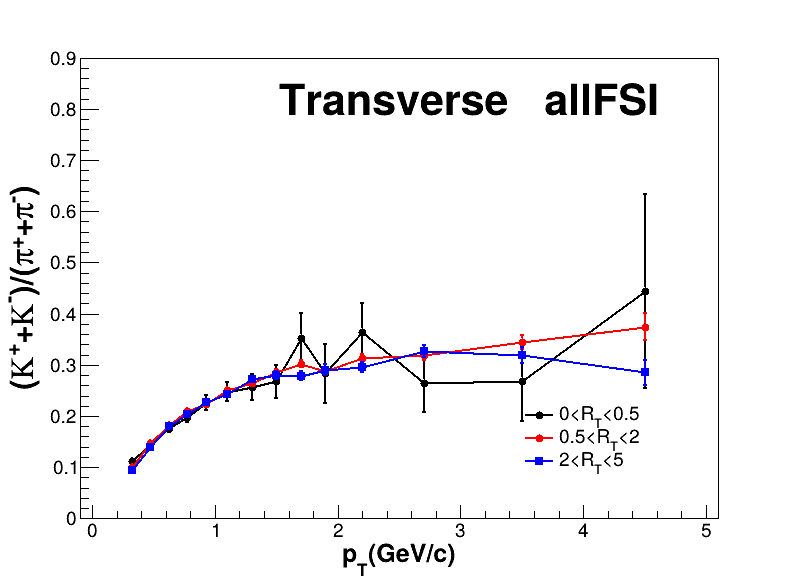 Transverse allFSI
(K⁺+K⁻)/(π⁺+π⁻)
0.9
0.8
0.7
0.6
0.5
0.4
0.3
0.2
0.1
0
0<R_T<0.5
0.5<R_T<2
2<R_T<5
0 1 2 3 4 5
p_T(GeV/c)